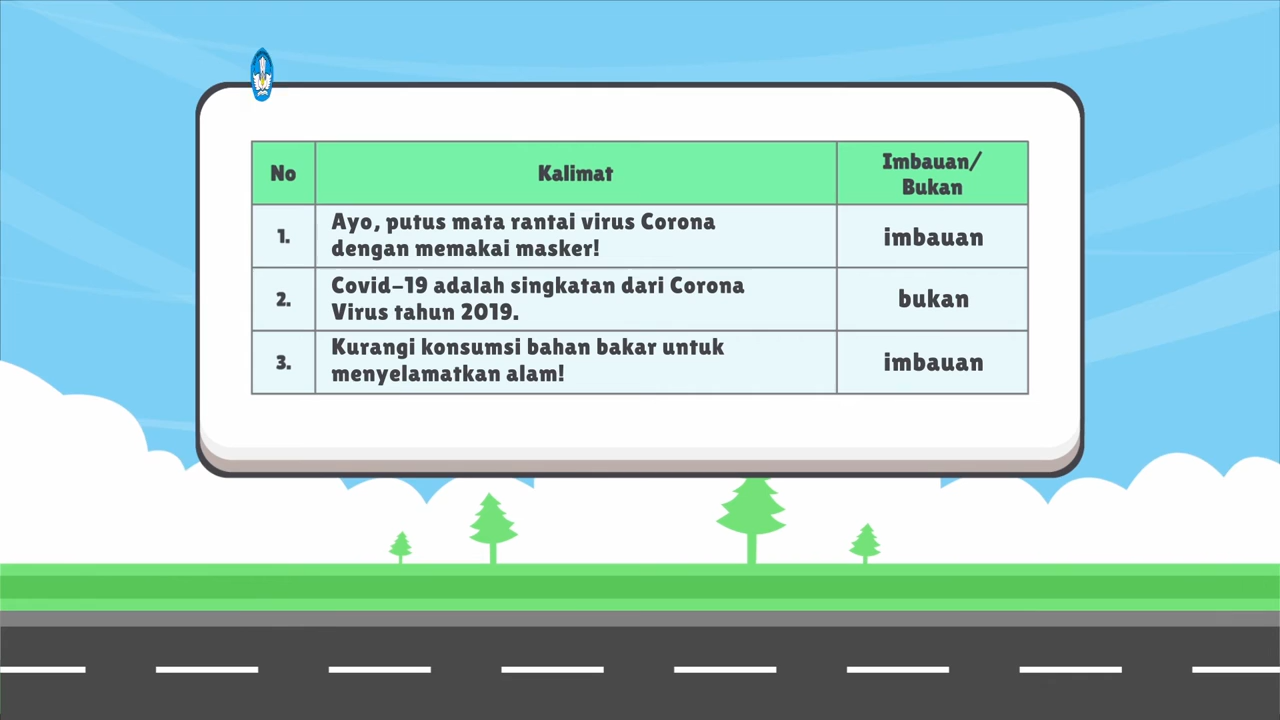 No
Kalimat
Imbauan/
Bukan
1.
Ayo, putus mata rantai virus Corona
dengan memakai masker!
imbauan
2.
Covid-19 adalah singkatan dari Corona
Virus tahun 2019.
bukan
3.
Kurangi konsumsi bahan bakar untuk
menyelamatkan alam!
imbauan